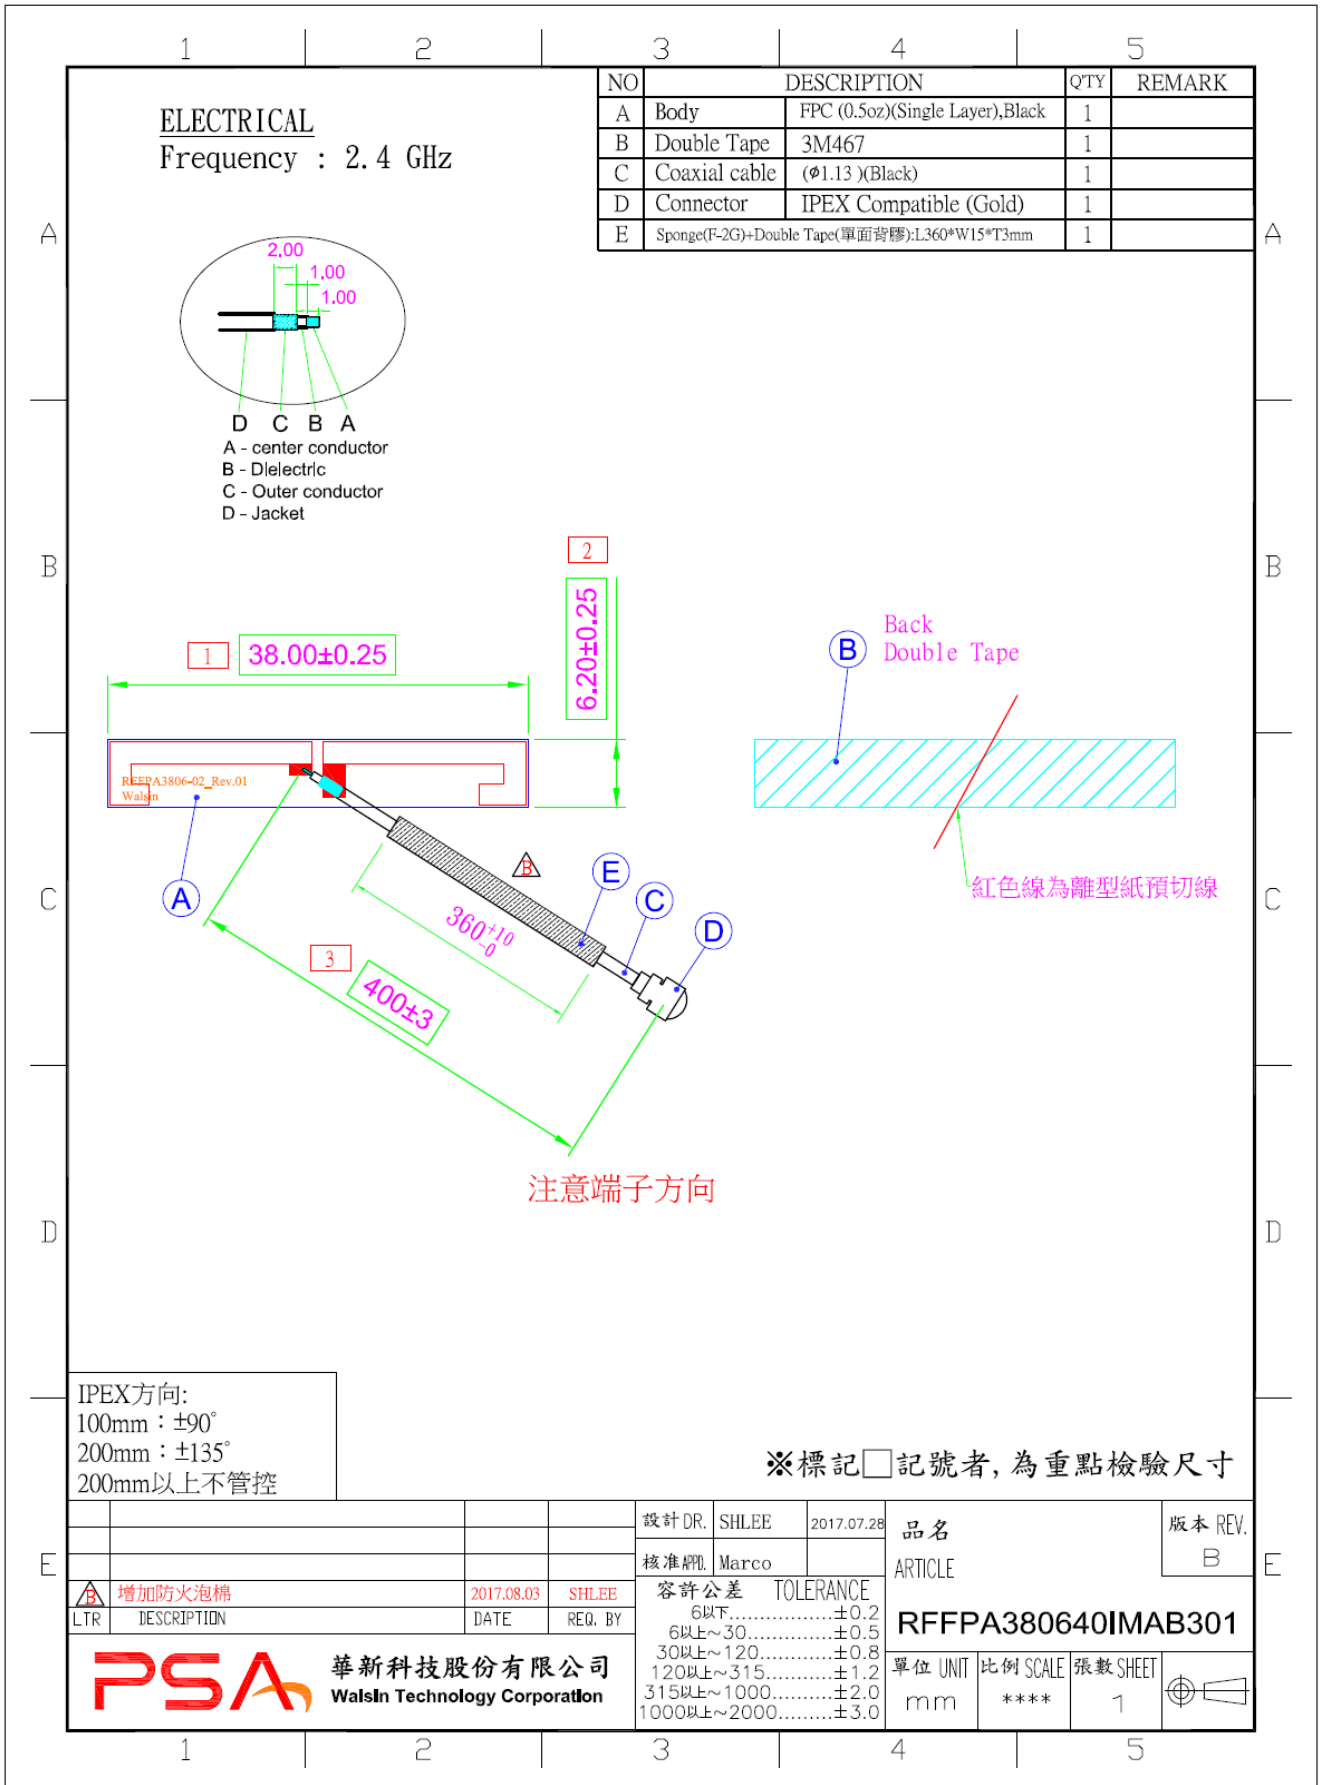 1 2 3 4 5
NO DESCRIPTION Q'TY REMARK
A Body FPC (0.5oz)(Single Layer),Black 1
B Double Tape 3M467 1
C Coaxial cable (φ1.13 )(Black) 1
D Connector IPEX Compatible (Gold) 1
E Sponge(F-2G)+Double Tape(單面背膠):L360*W15*T3mm 1
ELECTRICAL
Frequency : 2.4 GHz
A A
2.00
1.00
1.00
D C B A
A - center conductor
B - Dielectric
C - Outer conductor
D - Jacket
B B
2
6.20±0.25
1 38.00±0.25
Back
Double Tape
B
RFFPA3806-02_Rev.01
Walsin
A
B
E
C
D
360+10-0
3
400±3
紅色線為離型紙預切線
C C
注意端子方向
D D
IPEX方向:
100mm：±90°
200mm：±135°
200mm以上不管控
※標記□記號者, 為重點檢驗尺寸
E E
B 增加防火泡棉 2017.08.03 SHLEE
LTR DESCRIPTION DATE REQ. BY
設計 DR. SHLEE 2017.07.28
核准 APPD. Marco
容許公差 TOLERANCE
6以下..............±0.2
6以上～30............±0.5
30以上～120..........±0.8
120以上～315.........±1.2
315以上～1000........±2.0
1000以上～2000.........±3.0
品名
ARTICLE
版本 REV.
B
RFFPA380640IMAB301
單位 UNIT 比例 SCALE 張數 SHEET
mm **** 1
PSA 華新科技股份有限公司
Walsin Technology Corporation
1 2 3 4 5